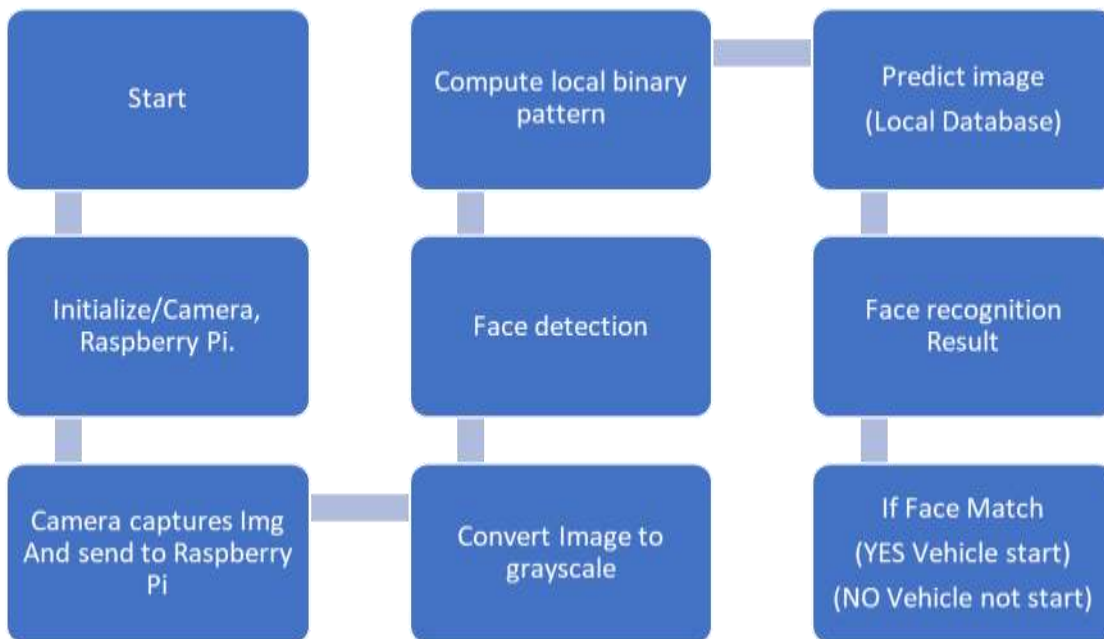 Start
Initialize/Camera,
Raspberry Pi.
Camera captures Img
And send to Raspberry
Pi
Convert Image to
grayscale
Face detection
Compute local binary
pattern
Predict image
(Local Database)
Face recognition
Result
If Face Match
(YES Vehicle start)
(NO Vehicle not start)